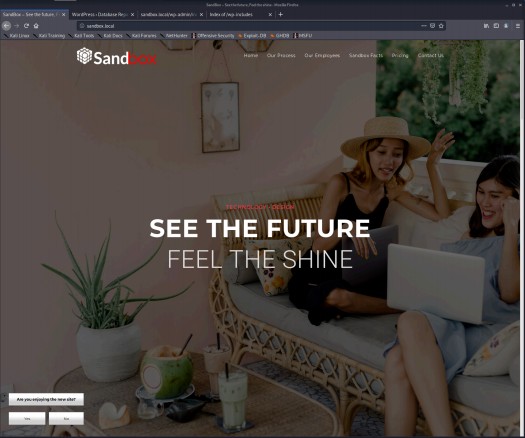 SandBox - See the future, Feel the shine. - Mozilla Firefox
SandBox – See the future, F
WordPress › Database Rep
sandbox.local/wp-admin/in
Index of /wp-includes
sandbox.local
Kali Linux
Kali Training
Kali Tools
Kali Docs
Kali Forums
NetHunter
Offensive Security
Exploit-DB
GHDB
MSFU
Sandbox
Home
Our Process
Our Employees
Sandbox Facts
Pricing
Contact Us
TECHNOLOGY + DESIGN
SEE THE FUTURE
FEEL THE SHINE
Are you enjoying the new site?
Yes
No